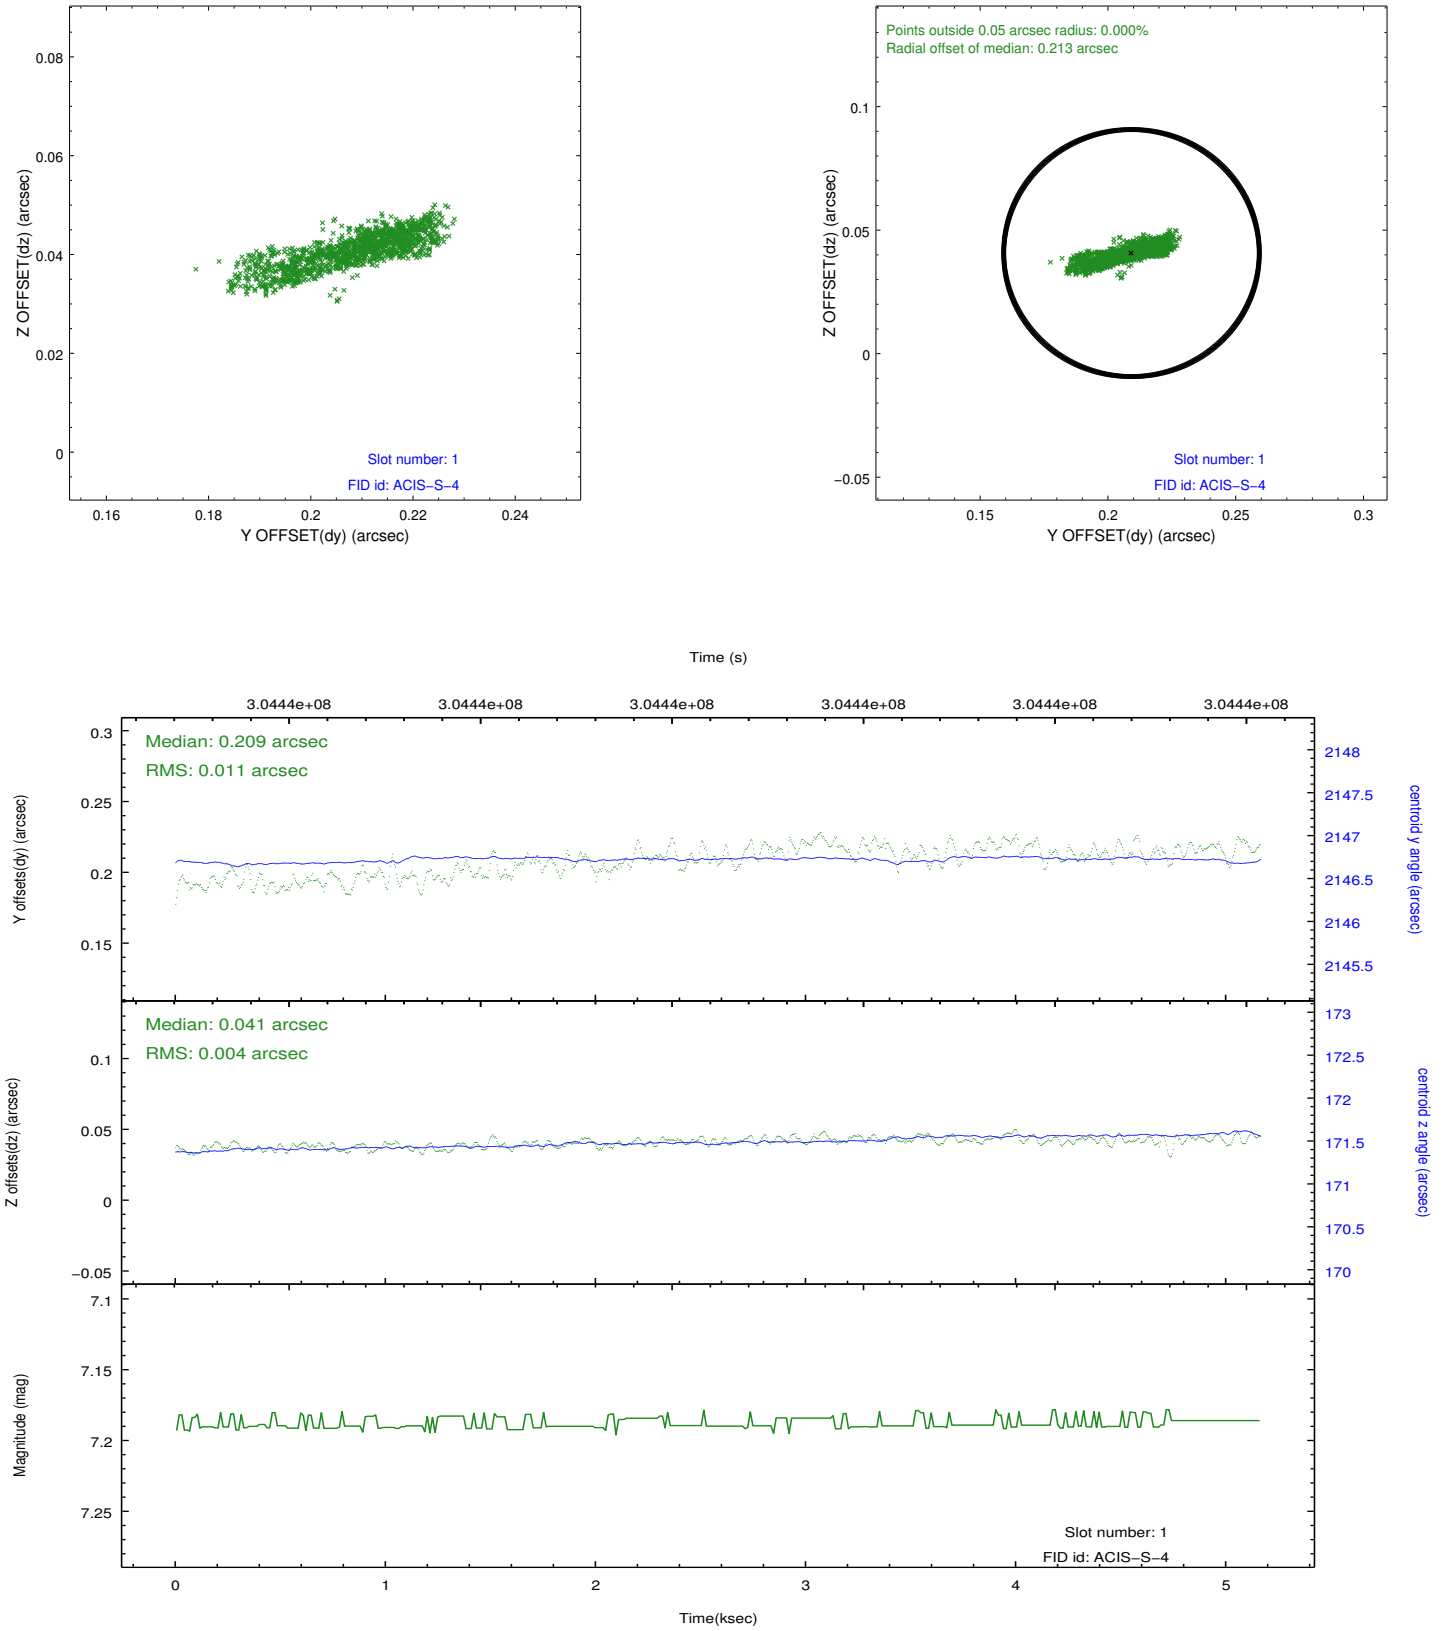 0.08
0.06
0.04
0.02
0
Z OFFSET(dz) (arcsec)
Slot number: 1
FID id: ACIS−S−4
0.16 0.18 0.2 0.22 0.24
Y OFFSET(dy) (arcsec)
Points outside 0.05 arcsec radius: 0.000%
Radial offset of median: 0.213 arcsec
0.1
0.05
0
−0.05
Z OFFSET(dz) (arcsec)
Slot number: 1
FID id: ACIS−S−4
0.15 0.2 0.25 0.3
Y OFFSET(dy) (arcsec)
Time (s)
3.0444e+08 3.0444e+08 3.0444e+08 3.0444e+08 3.0444e+08 3.0444e+08
Median: 0.209 arcsec
RMS: 0.011 arcsec
0.3
0.25
0.2
0.15
Y offsets(dy) (arcsec)
2148
2147.5
2147
2146.5
2146
2145.5
centroid y angle (arcsec)
Median: 0.041 arcsec
RMS: 0.004 arcsec
0.1
0.05
0
−0.05
Z offsets(dz) (arcsec)
173
172.5
172
171.5
171
170.5
170
centroid z angle (arcsec)
7.1
7.15
7.2
7.25
Magnitude (mag)
Slot number: 1
FID id: ACIS−S−4
0 1 2 3 4 5
Time(ksec)